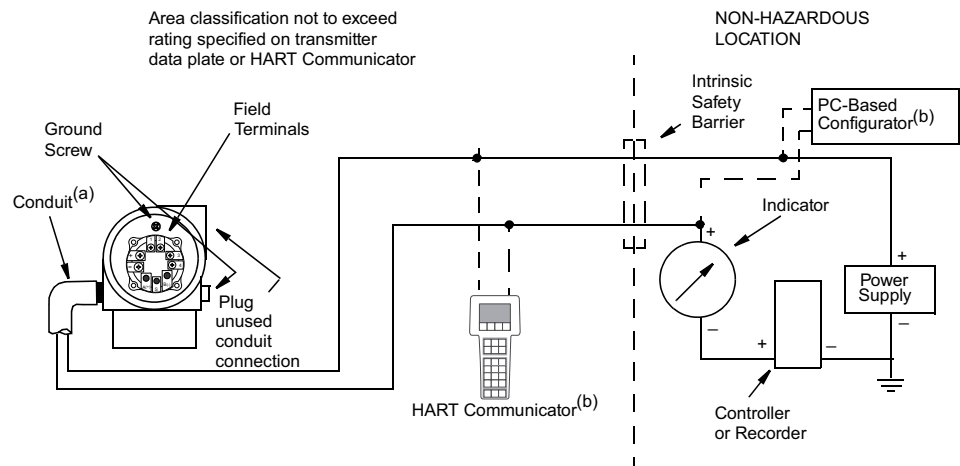 Area classification not to exceed
rating specified on transmitter
data plate or HART Communicator
NON-HAZARDOUS
LOCATION
Intrinsic
Safety
Barrier
PC-Based
Configurator(b)
Field
Terminals
Ground
Screw
Conduit(a)
Indicator
+
+
Power
Supply
–
–
+
–
Plug
unused
conduit
connection
HART Communicator(b)
Controller
or Recorder